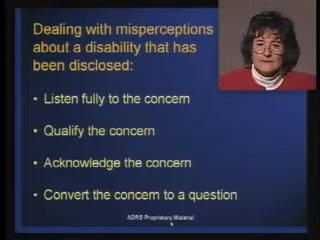 Dealing with misperceptions
about a disability that has
been disclosed:
• Listen fully to the concern
• Qualify the concern
• Acknowledge the concern
• Convert the concern to a question
ADRS Proprietary Material